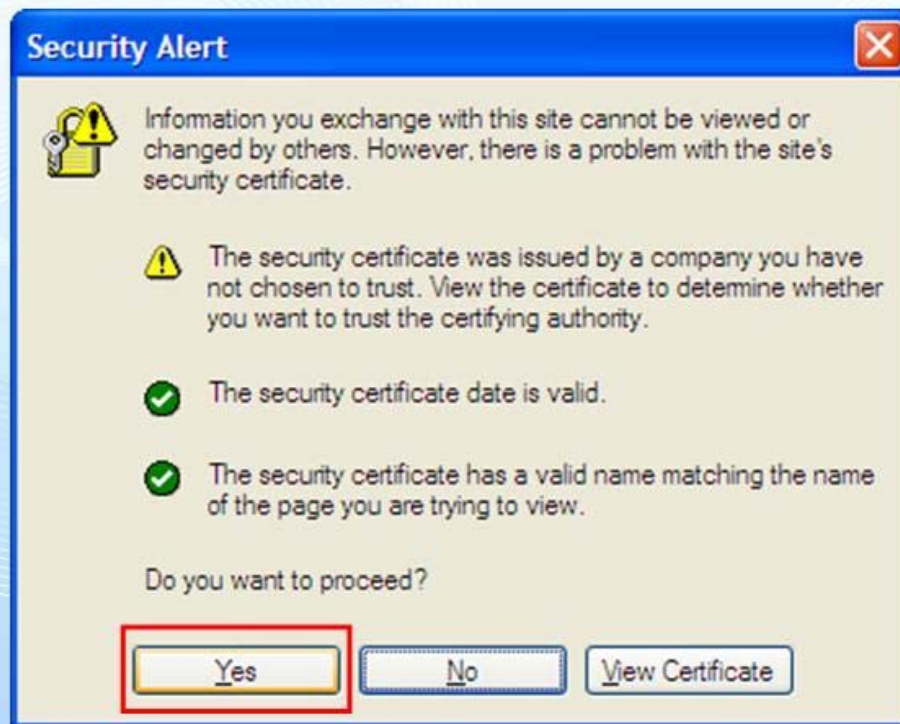 Security Alert
Information you exchange with this site cannot be viewed or
changed by others. However, there is a problem with the site's
security certificate.
The security certificate was issued by a company you have
not chosen to trust. View the certificate to determine whether
you want to trust the certifying authority.
The security certificate date is valid.
The security certificate has a valid name matching the name
of the page you are trying to view.
Do you want to proceed?
Yes No View Certificate